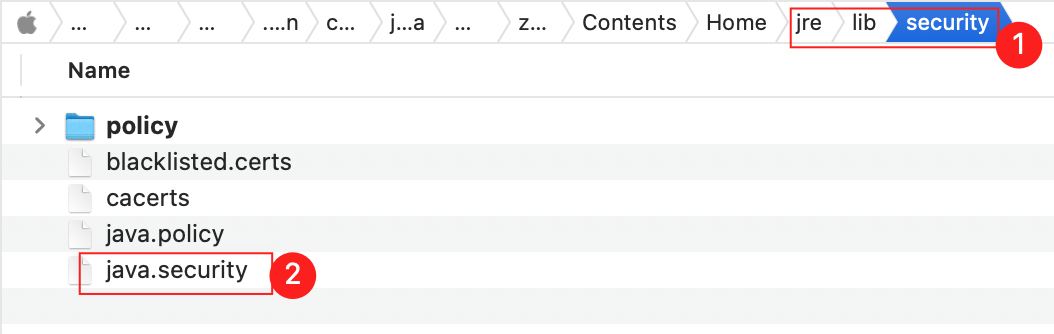 ... ... ... ....n c... j...a ... z... Contents Home jre lib security
1
Name
policy
blacklisted.certs
cacerts
java.policy
java.security 2